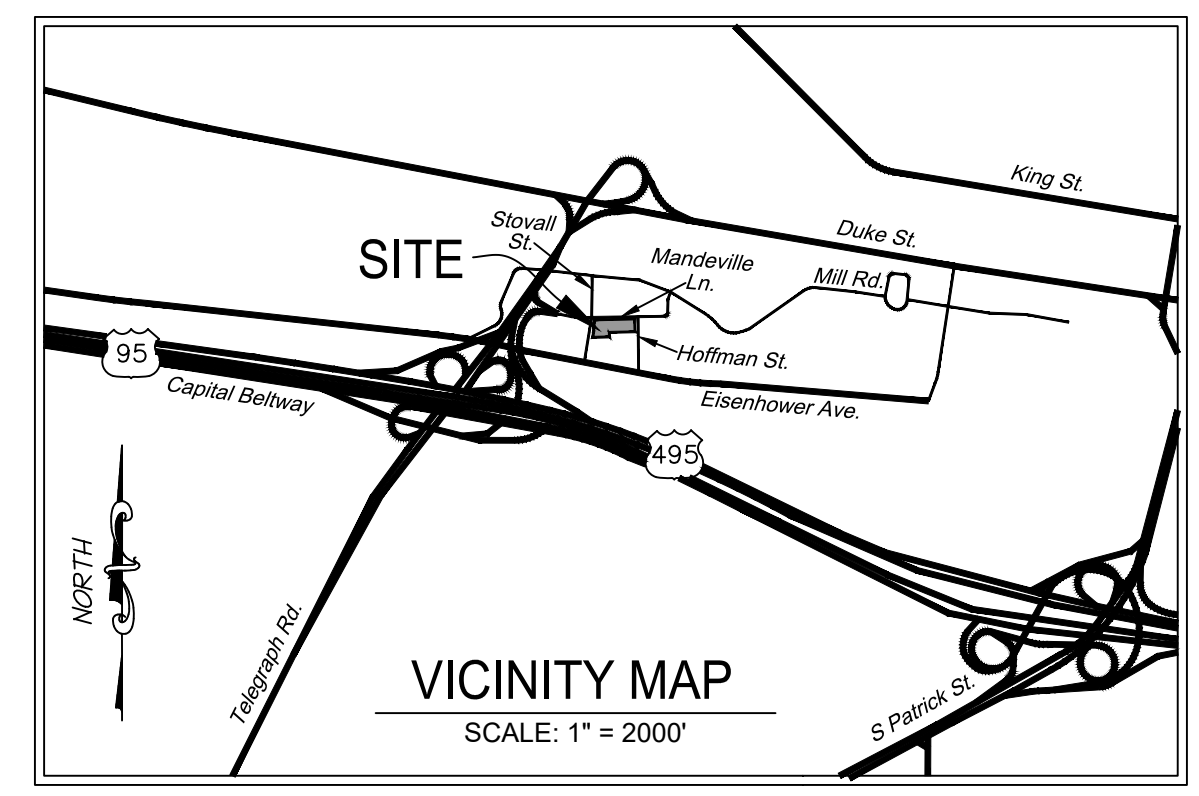 King St.
Duke St.
Stovall
St.
SITE
Mandeville
Ln.
Mill Rd.
95
Hoffman St.
Capital Beltway
Eisenhower Ave.
495
NORTH
Telegraph Rd.
VICINITY MAP
SCALE: 1" = 2000'
S Patrick St.